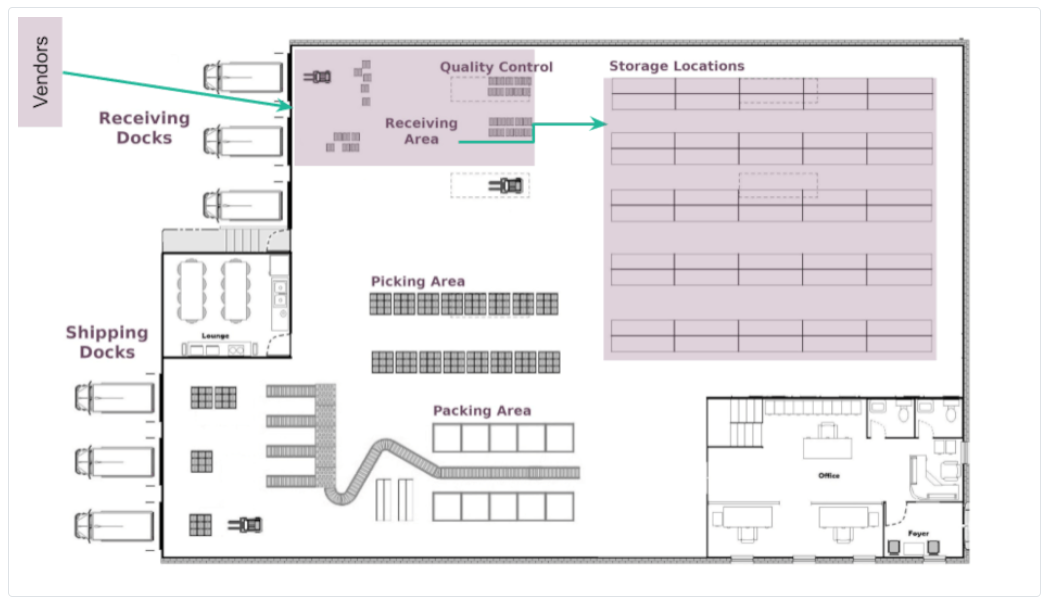 Vendors
Quality Control
Storage Locations
Receiving
Docks
Receiving
Area
Picking Area
Lounge
Shipping
Docks
Packing Area
Office
Foyer